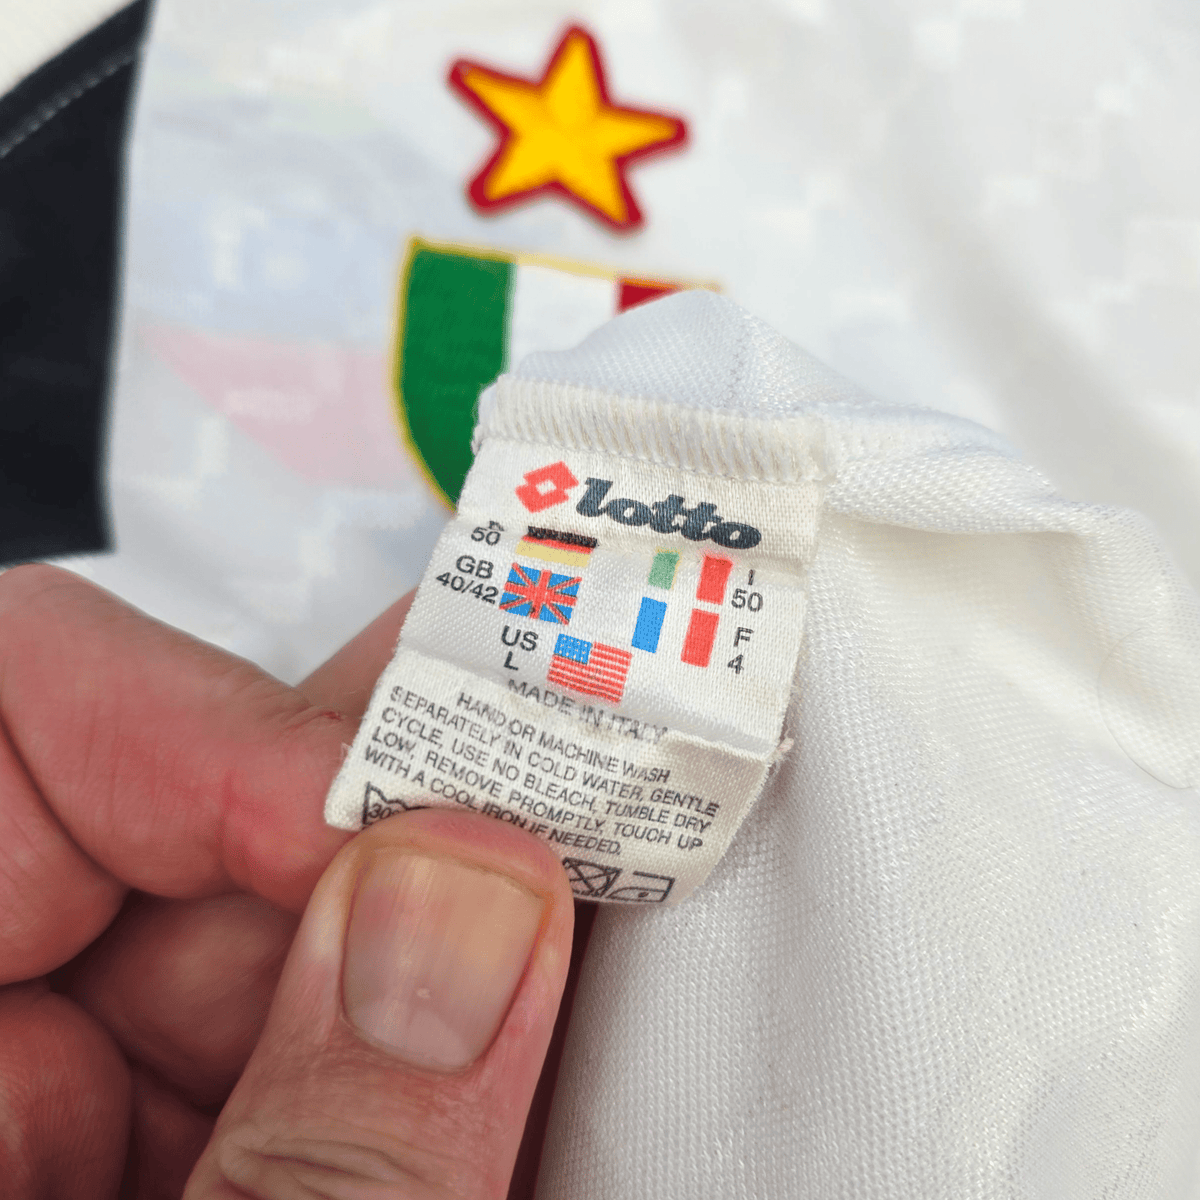 lotto
50
GB
40/42
US
L
I
50
F
4
MADE IN ITALY
HAND OR MACHINE WASH
SEPARATELY IN COLD WATER, GENTLE
CYCLE, USE NO BLEACH, TUMBLE DRY
LOW, REMOVE PROMPTLY, TOUCH UP
WITH A COOL IRON IF NEEDED.
30°